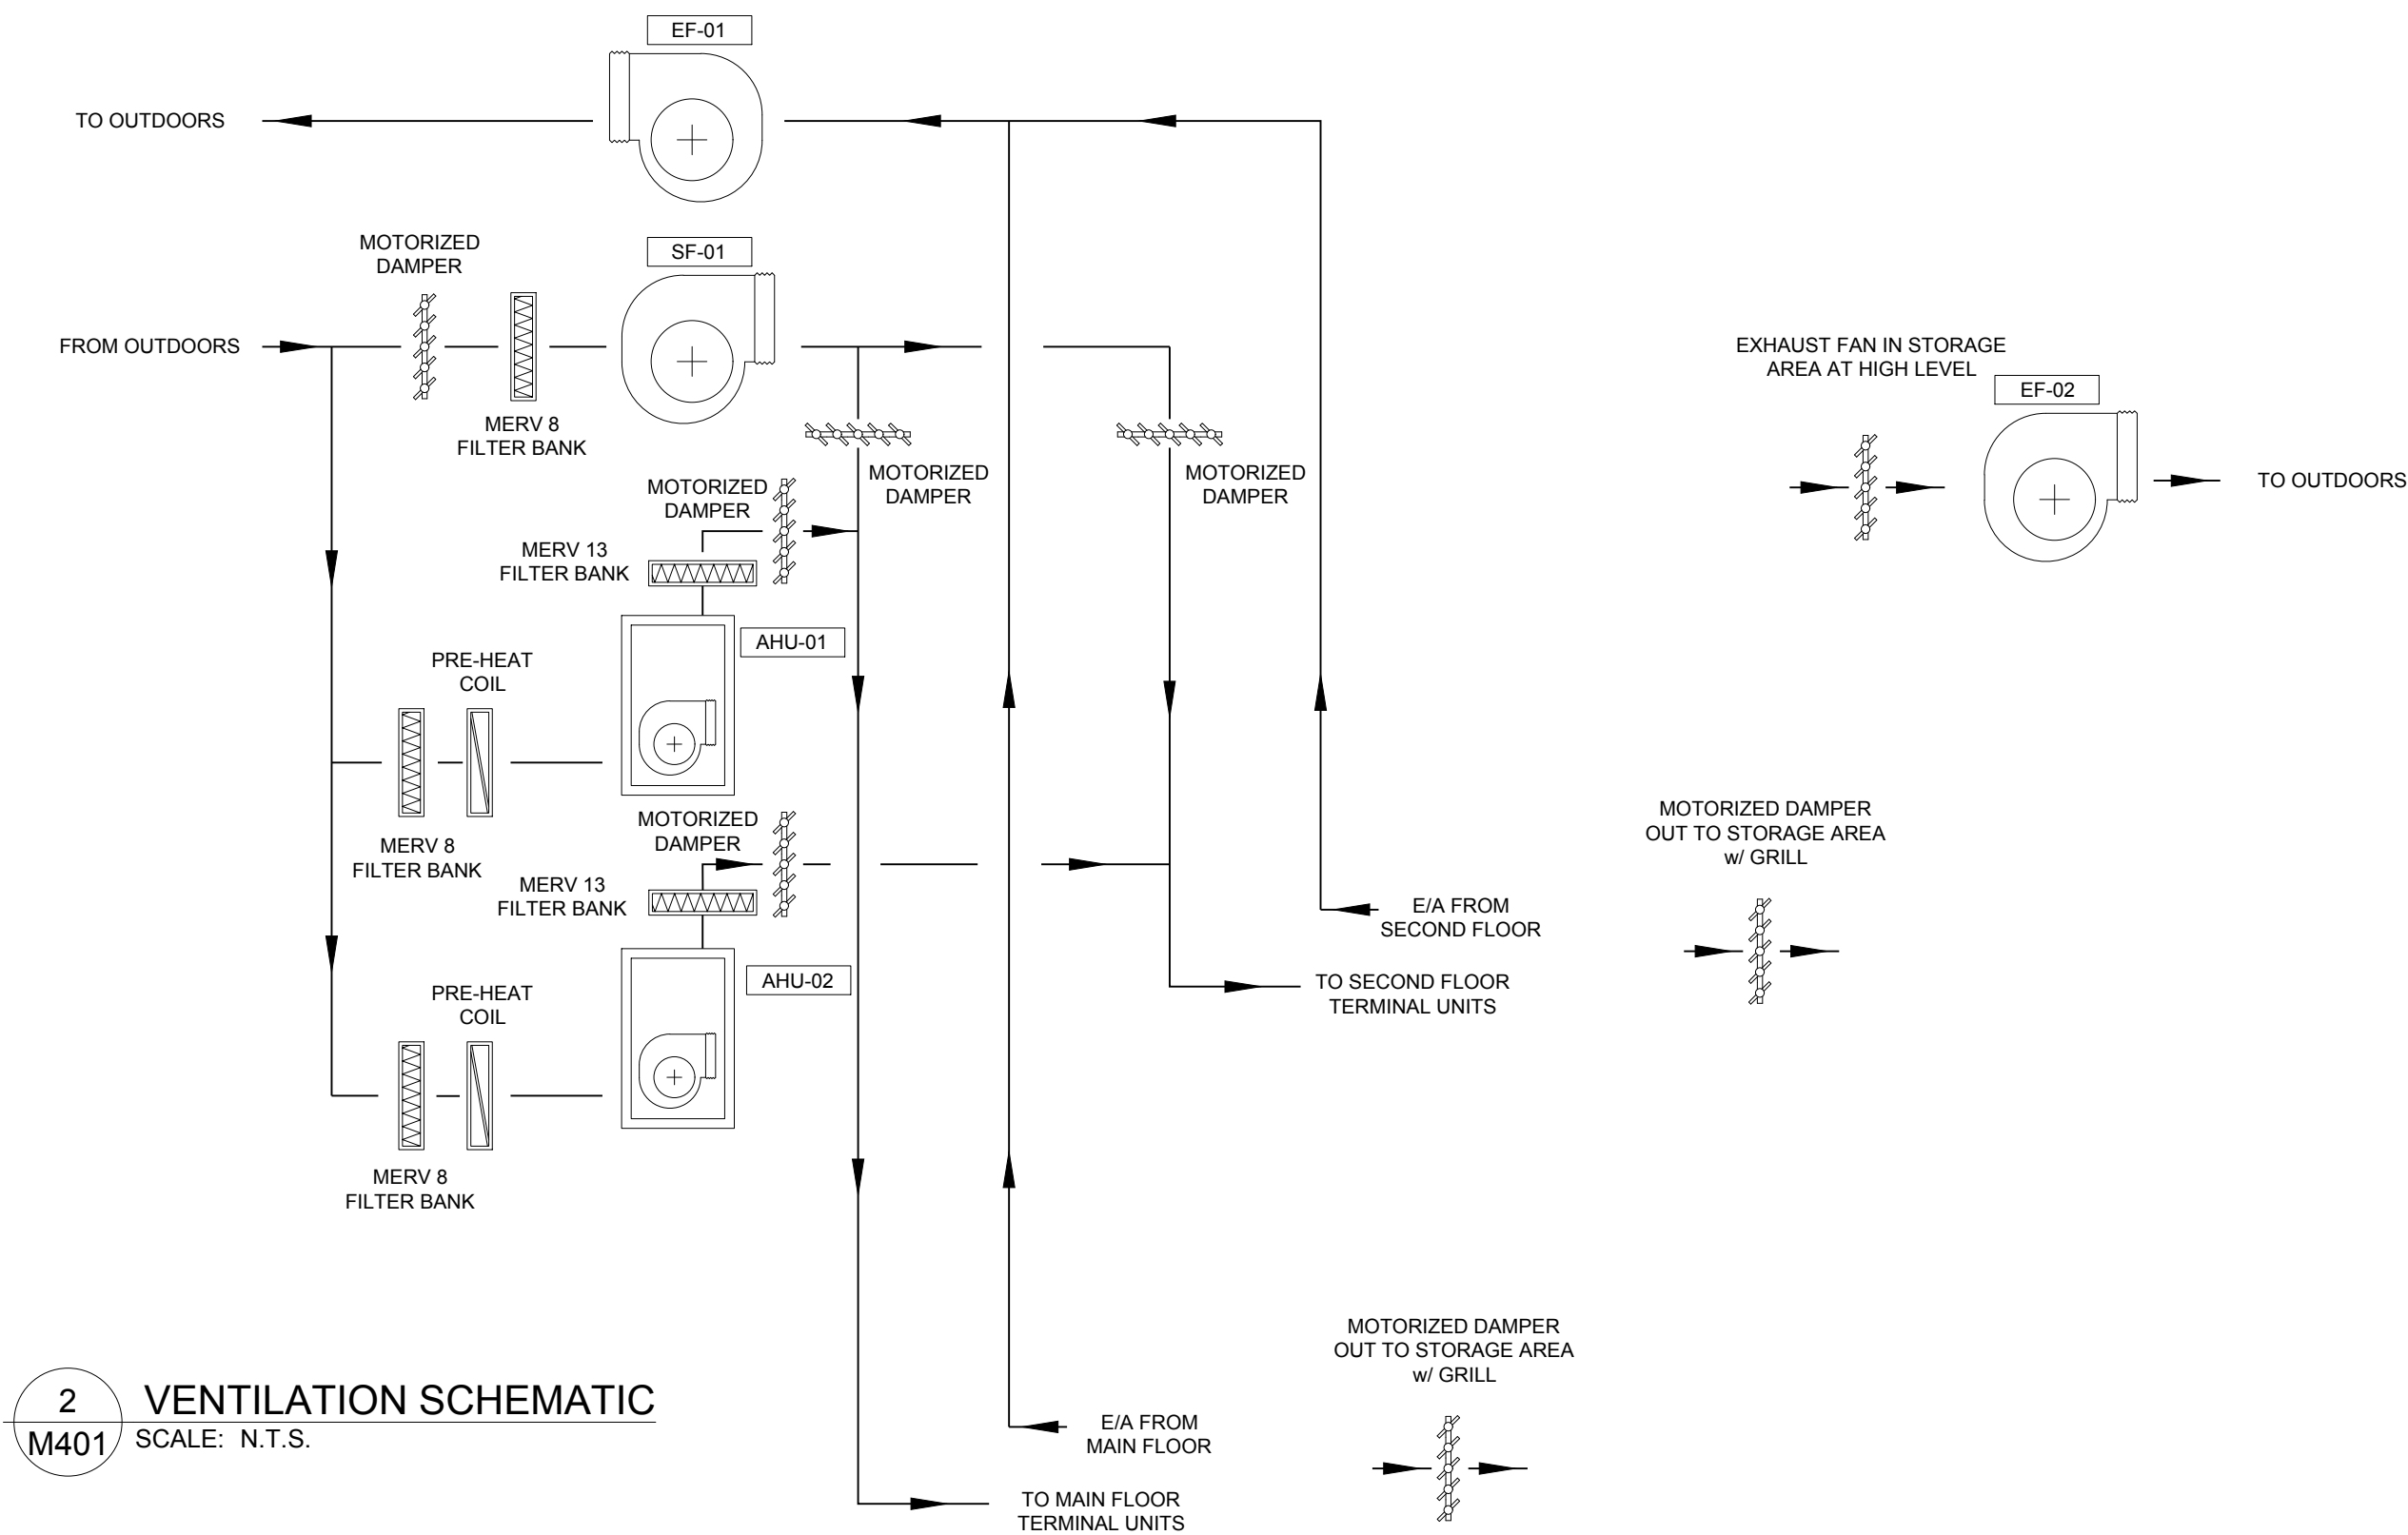 EF-01
TO OUTDOORS
SF-01
MOTORIZED
DAMPER
FROM OUTDOORS
MERV 8
FILTER BANK
EXHAUST FAN IN STORAGE
AREA AT HIGH LEVEL
EF-02
TO OUTDOORS
MOTORIZED
DAMPER
MOTORIZED
DAMPER
MOTORIZED
DAMPER
MERV 13
FILTER BANK
AHU-01
PRE-HEAT
COIL
MERV 8
FILTER BANK
MOTORIZED
DAMPER
MERV 13
FILTER BANK
AHU-02
PRE-HEAT
COIL
MERV 8
FILTER BANK
MOTORIZED DAMPER
OUT TO STORAGE AREA
w/ GRILL
E/A FROM
SECOND FLOOR
TO SECOND FLOOR
TERMINAL UNITS
MOTORIZED DAMPER
OUT TO STORAGE AREA
w/ GRILL
E/A FROM
MAIN FLOOR
TO MAIN FLOOR
TERMINAL UNITS
2
M401
VENTILATION SCHEMATIC
SCALE: N.T.S.